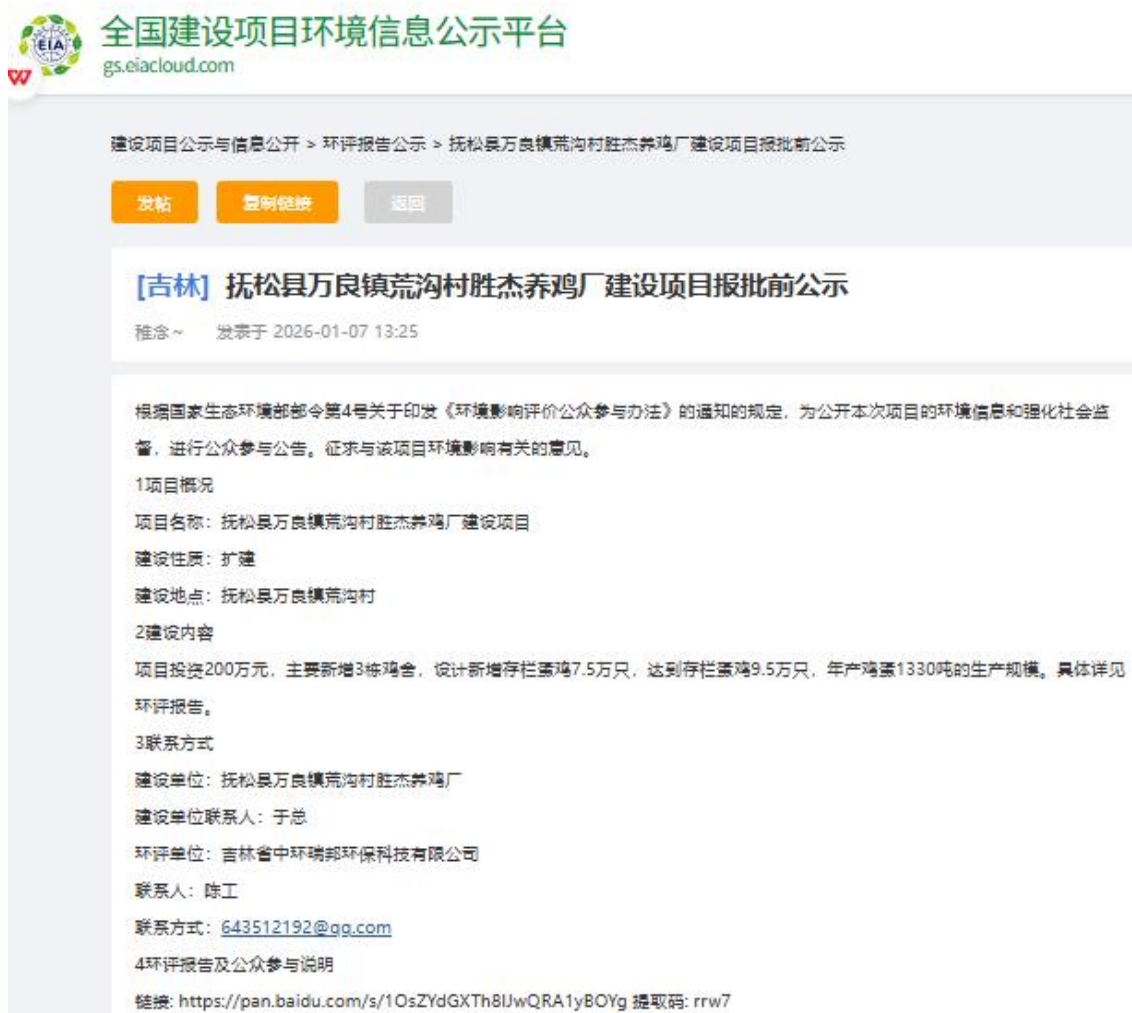 EIA
全国建设项目环境信息公示平台
gs.eiacloud.com
W
建设项目公示与信息公开 > 环评报告公示 > 抚松县万良镇荒沟村胜杰养鸡厂建设项目报批前公示
发帖 复制链接 返回
[吉林] 抚松县万良镇荒沟村胜杰养鸡厂建设项目报批前公示
稚念~ 发表于 2026-01-07 13:25
根据国家生态环境部部令第4号关于印发《环境影响评价公众参与办法》的通知的规定，为公开本次项目的环境信息和强化社会监
督，进行公众参与公告。征求与该项目环境影响有关的意见。
1项目概况
项目名称：抚松县万良镇荒沟村胜杰养鸡厂建设项目
建设性质：扩建
建设地点：抚松县万良镇荒沟村
2建设内容
项目投资200万元，主要新增3栋鸡舍，设计新增存栏蛋鸡7.5万只，达到存栏蛋鸡9.5万只，年产鸡蛋1330吨的生产规模。具体详见
环评报告。
3联系方式
建设单位：抚松县万良镇荒沟村胜杰养鸡厂
建设单位联系人：于总
环评单位：吉林省中环瑞邦环保科技有限公司
联系人：陈工
联系方式：643512192@qq.com
4环评报告及公众参与说明
链接: https://pan.baidu.com/s/1OsZYdGXTh8IJwQRA1yBOYg 提取码: rrw7